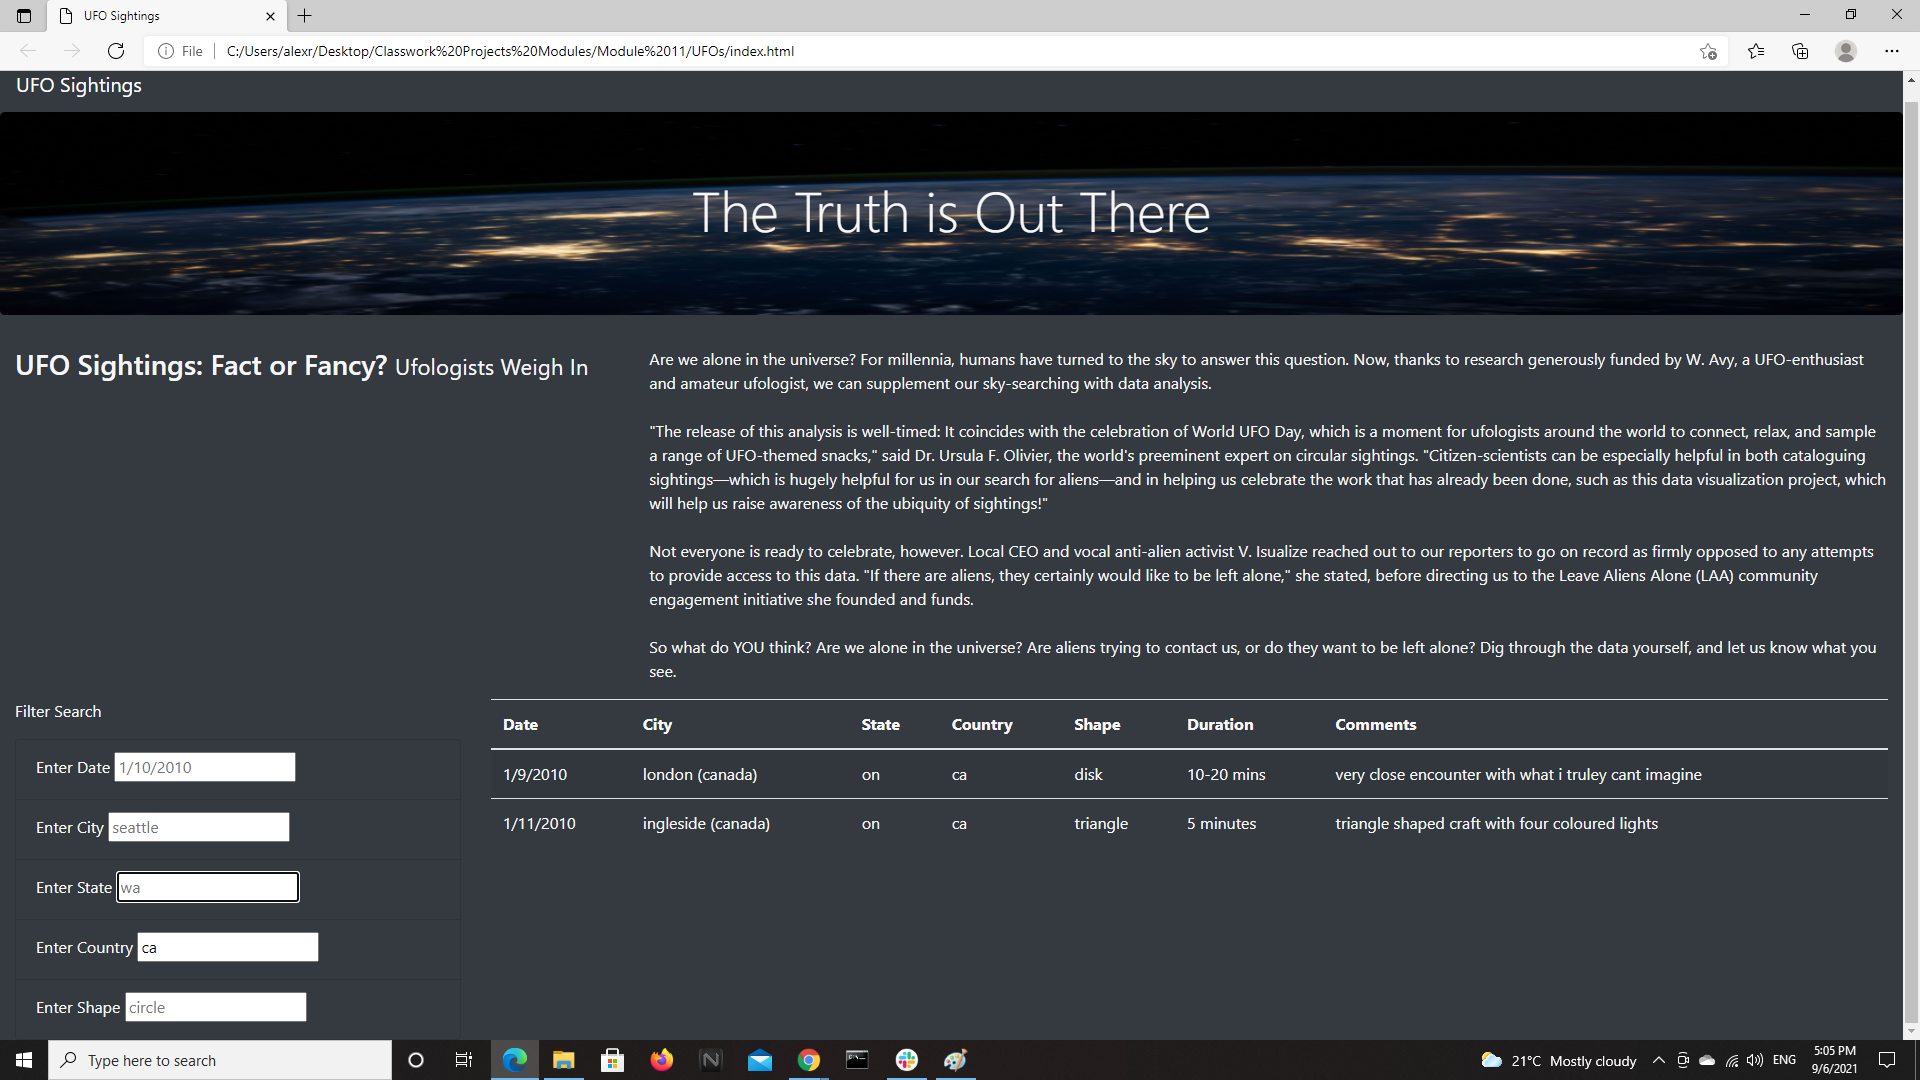 UFO Sightings
File
C:/Users/alexr/Desktop/Classwork%20Projects%20Modules/Module%2011/UFOs/index.html
UFO Sightings
The Truth is Out There
UFO Sightings: Fact or Fancy? Ufologists Weigh In
Are we alone in the universe? For millennia, humans have turned to the sky to answer this question. Now, thanks to research generously funded by W. Avy, a UFO-enthusiast
and amateur ufologist, we can supplement our sky-searching with data analysis.
"The release of this analysis is well-timed: It coincides with the celebration of World UFO Day, which is a moment for ufologists around the world to connect, relax, and sample
a range of UFO-themed snacks," said Dr. Ursula F. Olivier, the world's preeminent expert on circular sightings. "Citizen-scientists can be especially helpful in both cataloguing
sightings—which is hugely helpful for us in our search for aliens—and in helping us celebrate the work that has already been done, such as this data visualization project, which
will help us raise awareness of the ubiquity of sightings!"
Not everyone is ready to celebrate, however. Local CEO and vocal anti-alien activist V. Isualize reached out to our reporters to go on record as firmly opposed to any attempts
to provide access to this data. "If there are aliens, they certainly would like to be left alone," she stated, before directing us to the Leave Aliens Alone (LAA) community
engagement initiative she founded and funds.
So what do YOU think? Are we alone in the universe? Are aliens trying to contact us, or do they want to be left alone? Dig through the data yourself, and let us know what you
see.
Filter Search
Enter Date 1/10/2010
Enter City seattle
Enter State wa
Enter Country ca
Enter Shape circle
Date City State Country Shape Duration Comments
1/9/2010 london (canada) on ca disk 10-20 mins very close encounter with what i truley cant imagine
1/11/2010 ingleside (canada) on ca triangle 5 minutes triangle shaped craft with four coloured lights
Type here to search
21°C Mostly cloudy
ENG
5:05 PM
9/6/2021